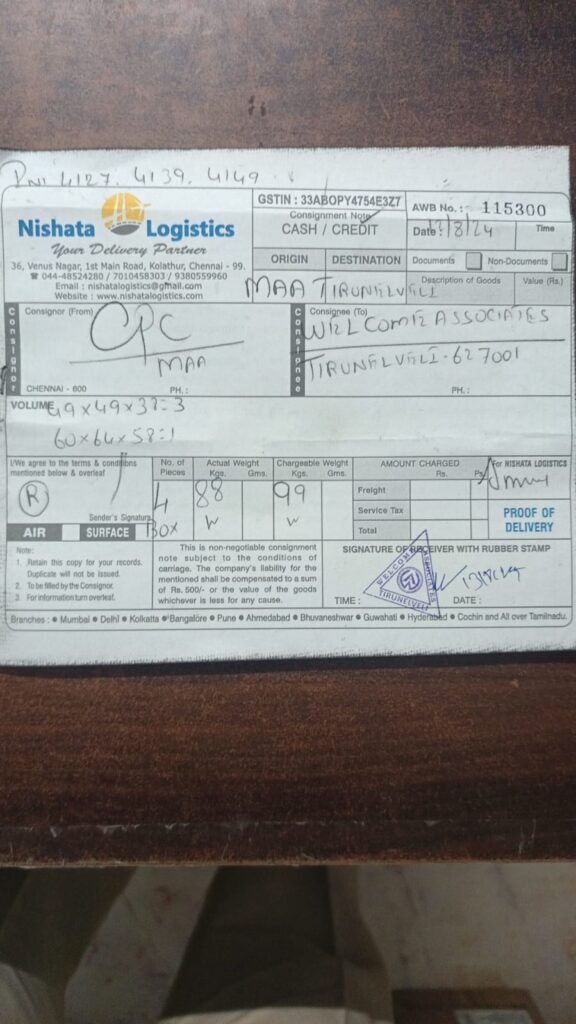 4127. 4139. 4149
Nishata Logistics
Your Delivery Partner
36, Venus Nagar, 1st Main Road, Kolathur, Chennai - 99.
☎ 044-48524280 / 7010458303 / 9380559960
Email : nishatalogistics@gmail.com
Website : www.nishatalogistics.com
GSTIN : 33ABOPY4754E3Z7
Consignment Note
CASH / CREDIT
AWB No. : 115300
Date : /8/24
Time
ORIGIN
DESTINATION
Documents
Non-Documents
MAA TIRUNELVELI
Description of Goods
Value (Rs.)
Consignor
Consignor (From)
CPC
MAA
CHENNAI - 600
PH. :
Consignee
Consignee (To)
WELCOME ASSOCIATES
TIRUNELVELI - 627001
PH. :
VOLUME
49x49x38=3
60x64x58=1
I/We agree to the terms & conditions
mentioned below & overleaf
R
Sender's Signature
AIR
SURFACE
No. of
Pieces
4
BOX
Actual Weight
Kgs. Gms.
88
W
Chargeable Weight
Kgs. Gms.
99
W
AMOUNT CHARGED
Rs. Ps.
Freight
Service Tax
Total
For NISHATA LOGISTICS
PROOF OF
DELIVERY
Note:
1. Retain this copy for your records.
Duplicate will not be issued.
2. To be filled by the Consignor.
3. For information turn overleaf.
This is non-negotiable consignment
note subject to the conditions of
carriage. The company's liability for the
mentioned shall be compensated to a sum
of Rs. 500/- or the value of the goods
whichever is less for any cause.
SIGNATURE OF RECEIVER WITH RUBBER STAMP
WELCOME ASSOCIATES
TIRUNELVELI
TIME :
DATE :
Branches : ● Mumbai ● Delhi ● Kolkatta ● Bangalore ● Pune ● Ahmedabad ● Bhuvaneshwar ● Guwahati ● Hyderabad ● Cochin and All over Tamilnadu.